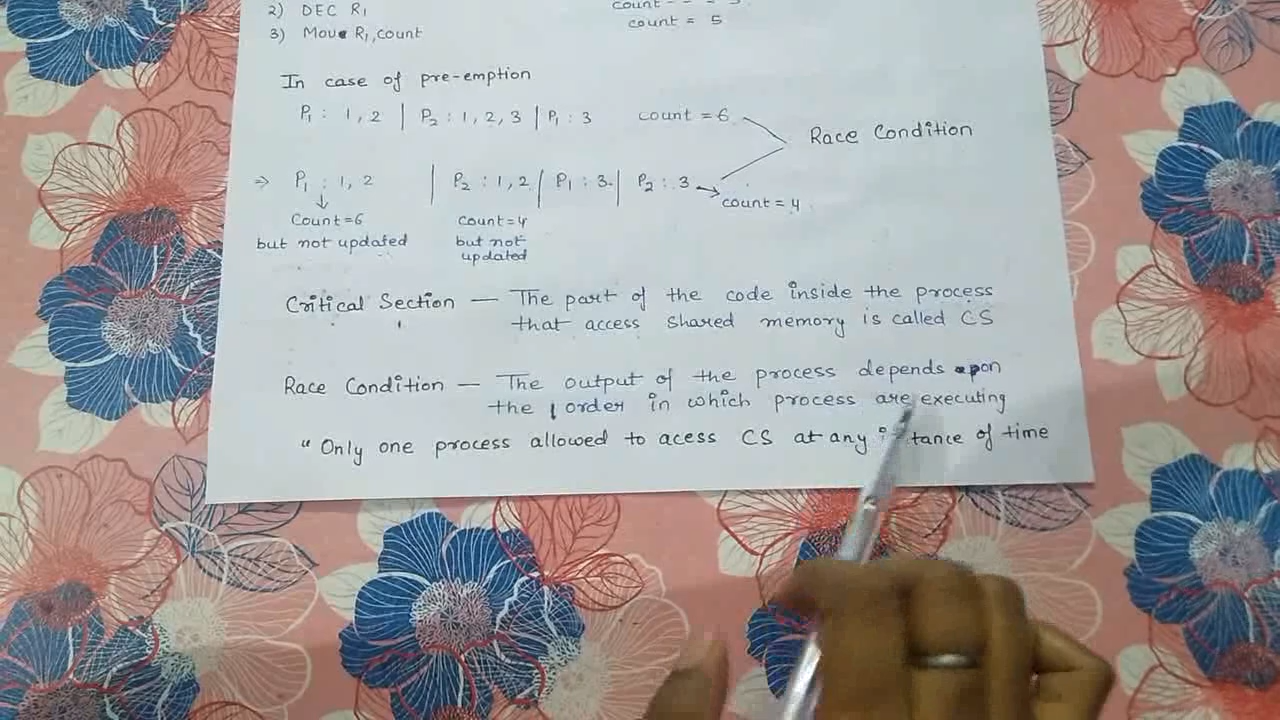 2) DEC R1
3) Move R1, count
count = 5
In case of pre-emption
P1 : 1, 2 | P2 : 1, 2, 3 | P1 : 3 count = 6
Race Condition
⇒ P1 : 1, 2 | P2 : 1, 2 | P1 : 3 | P2 : 3 → count = 4
↓
Count=6 Count=4
but not updated but not
updated
Critical Section — The part of the code inside the process
that access shared memory is called CS
Race Condition — The output of the process depends upon
the order in which process are executing
" Only one process allowed to acess CS at any of time